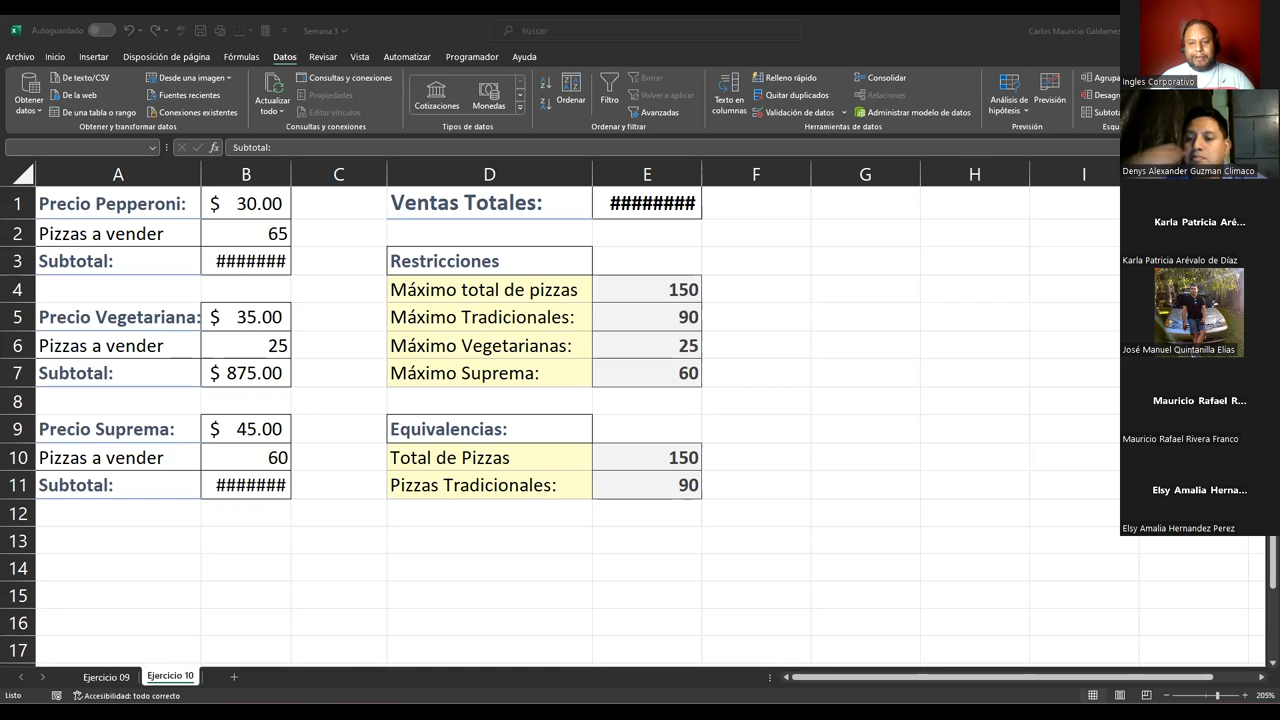 Autoguardado
Semana 3
Buscar
Carlos Mauricio Galdamez
Archivo Inicio Insertar Disposición de página Fórmulas Datos Revisar Vista Automatizar Programador Ayuda
Obtener datos
De texto/CSV
De la web
De una tabla o rango
Desde una imagen
Fuentes recientes
Conexiones existentes
Obtener y transformar datos
Actualizar todo
Consultas y conexiones
Propiedades
Editar vínculos
Consultas y conexiones
Cotizaciones
Monedas
Tipos de datos
Ordenar
Filtro
Borrar
Volver a aplicar
Avanzadas
Ordenar y filtrar
Texto en columnas
Relleno rápido
Quitar duplicados
Validación de datos
Consolidar
Relaciones
Administrar modelo de datos
Herramientas de datos
Análisis de hipótesis
Previsión
Previsión
Agrupa
Desagru
Subtota
Esqu
fx Subtotal:
A B C D E F G H I
1 Precio Pepperoni: $ 30.00 Ventas Totales: ########
2 Pizzas a vender 65
3 Subtotal: ####### Restricciones
4 Máximo total de pizzas 150
5 Precio Vegetariana: $ 35.00 Máximo Tradicionales: 90
6 Pizzas a vender 25 Máximo Vegetarianas: 25
7 Subtotal: $ 875.00 Máximo Suprema: 60
8
9 Precio Suprema: $ 45.00 Equivalencias:
10 Pizzas a vender 60 Total de Pizzas 150
11 Subtotal: ####### Pizzas Tradicionales: 90
12
13
14
15
16
17
Ejercicio 09 Ejercicio 10
Listo
Accesibilidad: todo correcto
205%
Ingles Corporativo
Denys Alexander Guzman Climaco
Karla Patricia Aré...
Karla Patricia Arévalo de Díaz
José Manuel Quintanilla Elias
Mauricio Rafael R...
Mauricio Rafael Rivera Franco
Elsy Amalia Herna...
Elsy Amalia Hernandez Perez